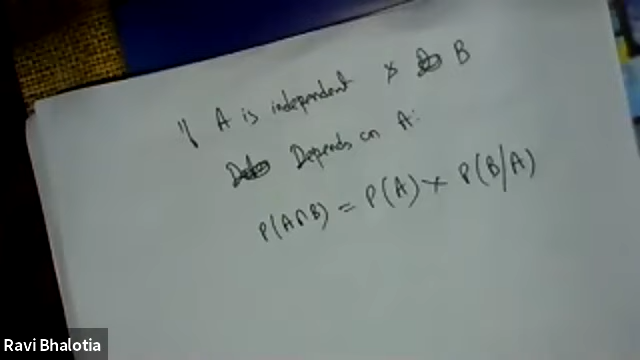 If A is independent & B
Depends on A:
P(A∩B) = P(A) × P(B/A)
Ravi Bhalotia